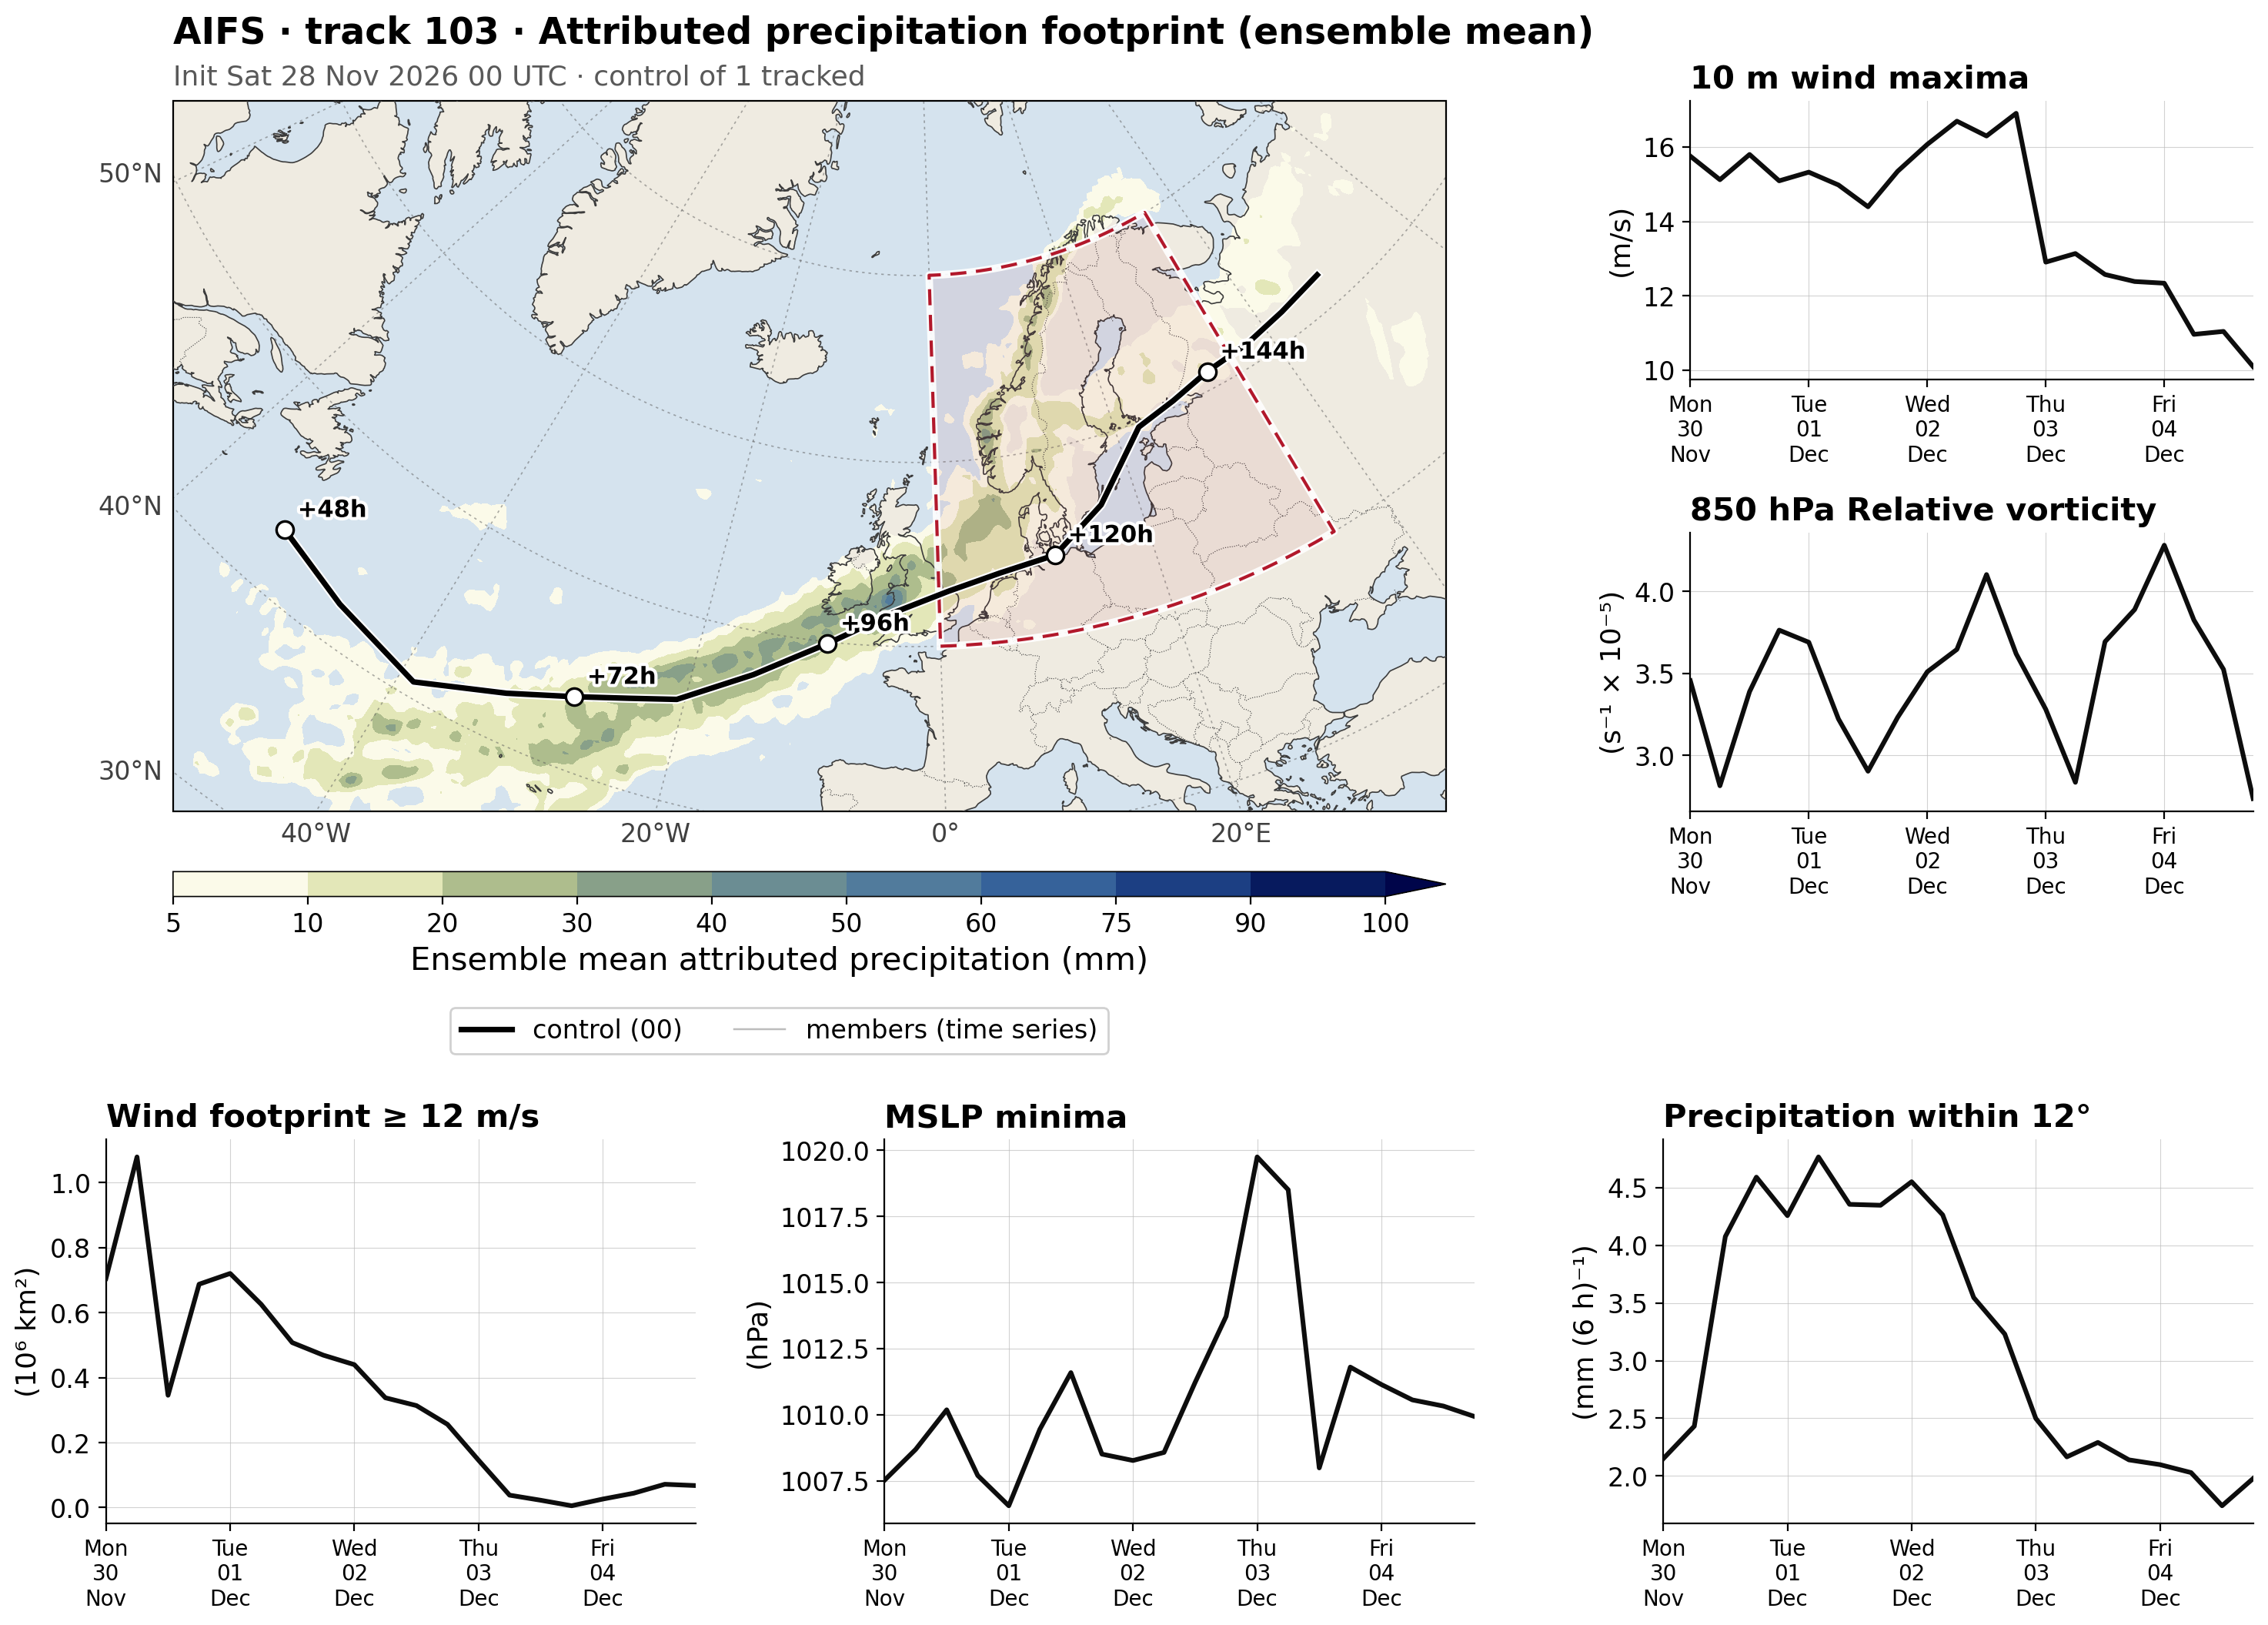 AIFS · track 103 · Attributed precipitation footprint (ensemble mean)
Init Sat 28 Nov 2026 00 UTC · control of 1 tracked
50°N
40°N
30°N
40°W
20°W
0°
20°E
+48h
+72h
+96h
+120h
+144h
5
10
20
30
40
50
60
75
90
100
Ensemble mean attributed precipitation (mm)
control (00)
members (time series)
10 m wind maxima
(m/s)
16
14
12
10
Mon
30
Nov
Tue
01
Dec
Wed
02
Dec
Thu
03
Dec
Fri
04
Dec
850 hPa Relative vorticity
(s⁻¹ × 10⁻⁵)
4.0
3.5
3.0
Mon
30
Nov
Tue
01
Dec
Wed
02
Dec
Thu
03
Dec
Fri
04
Dec
Wind footprint ≥ 12 m/s
(10⁶ km²)
1.0
0.8
0.6
0.4
0.2
0.0
Mon
30
Nov
Tue
01
Dec
Wed
02
Dec
Thu
03
Dec
Fri
04
Dec
MSLP minima
(hPa)
1020.0
1017.5
1015.0
1012.5
1010.0
1007.5
Mon
30
Nov
Tue
01
Dec
Wed
02
Dec
Thu
03
Dec
Fri
04
Dec
Precipitation within 12°
(mm (6 h)⁻¹)
4.5
4.0
3.5
3.0
2.5
2.0
Mon
30
Nov
Tue
01
Dec
Wed
02
Dec
Thu
03
Dec
Fri
04
Dec